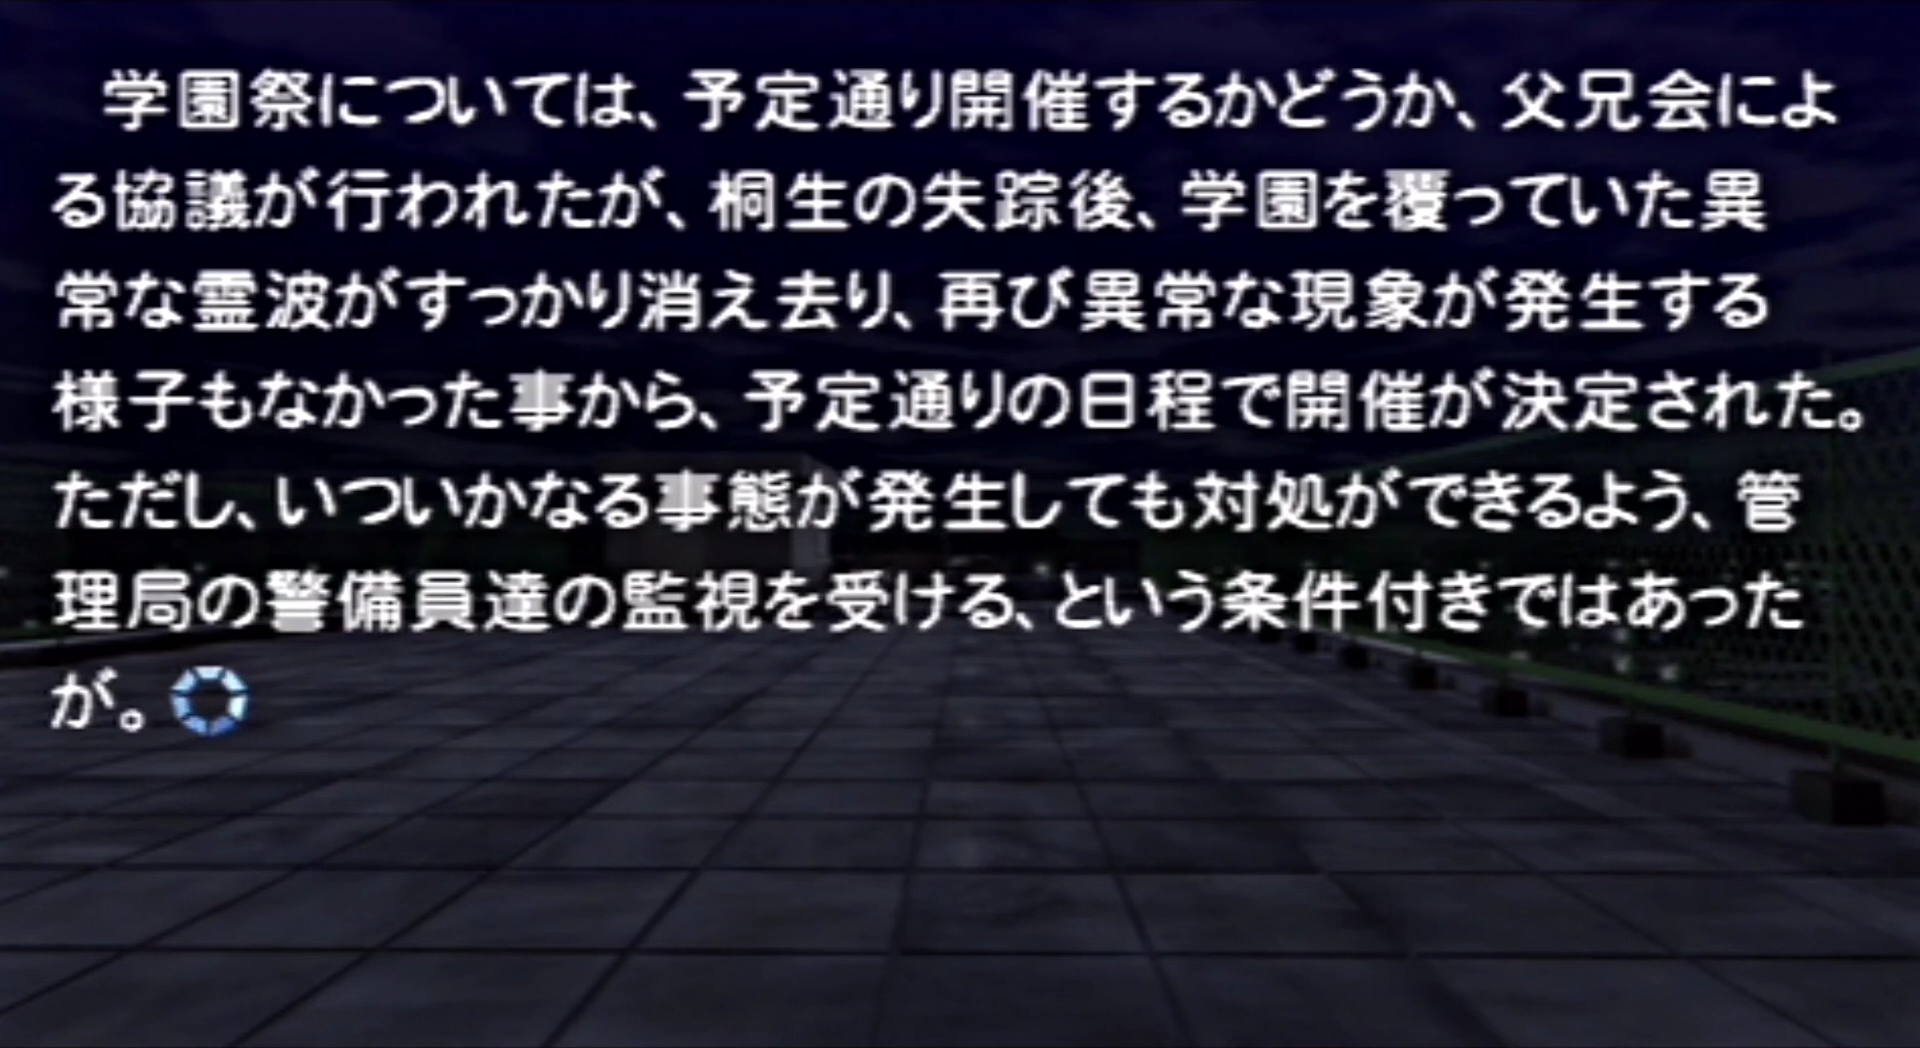 学園祭については、予定通り開催するかどうか、父兄会によ
る協議が行われたが、桐生の失踪後、学園を覆っていた異
常な霊波がすっかり消え去り、再び異常な現象が発生する
様子もなかった事から、予定通りの日程で開催が決定された。
ただし、いついかなる事態が発生しても対処ができるよう、管
理局の警備員達の監視を受ける、という条件付きではあった
が。